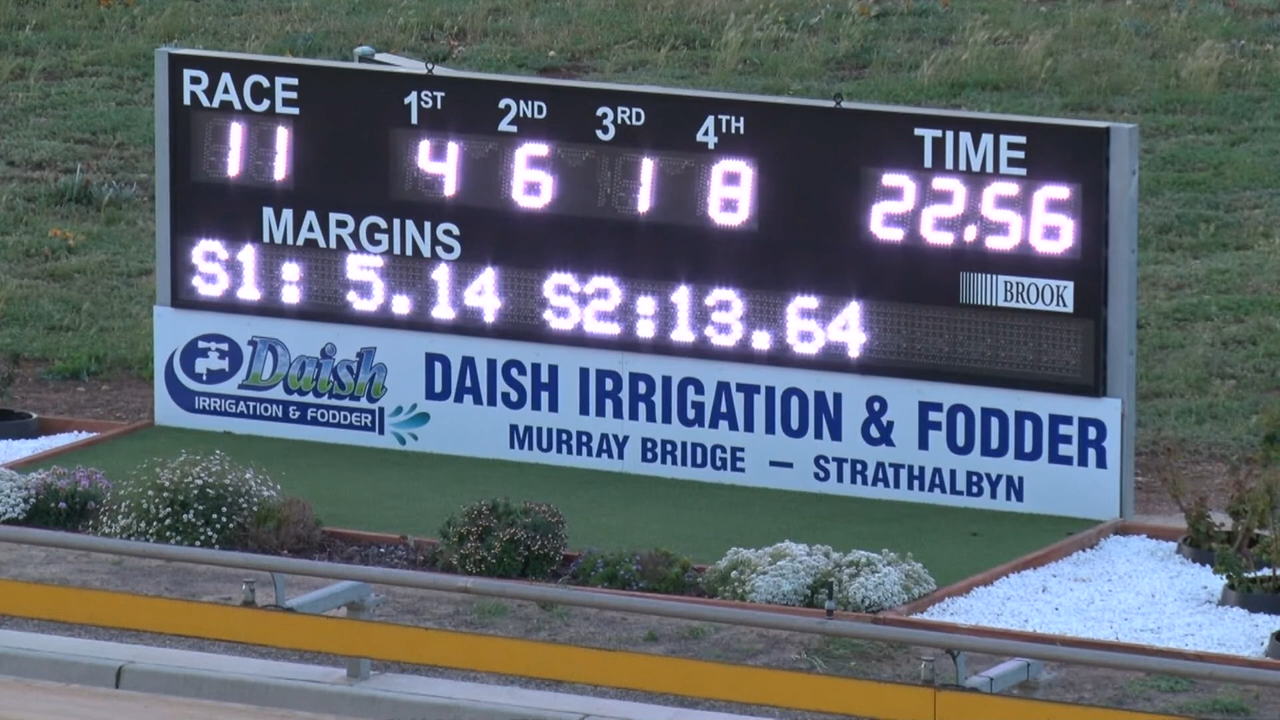 RACE 1ST 2ND 3RD 4TH TIME
11 4 6 1 8 22.56
MARGINS
S1: 5.14 S2:13.64
BROOK
Daish
IRRIGATION & FODDER
DAISH IRRIGATION & FODDER
MURRAY BRIDGE – STRATHALBYN